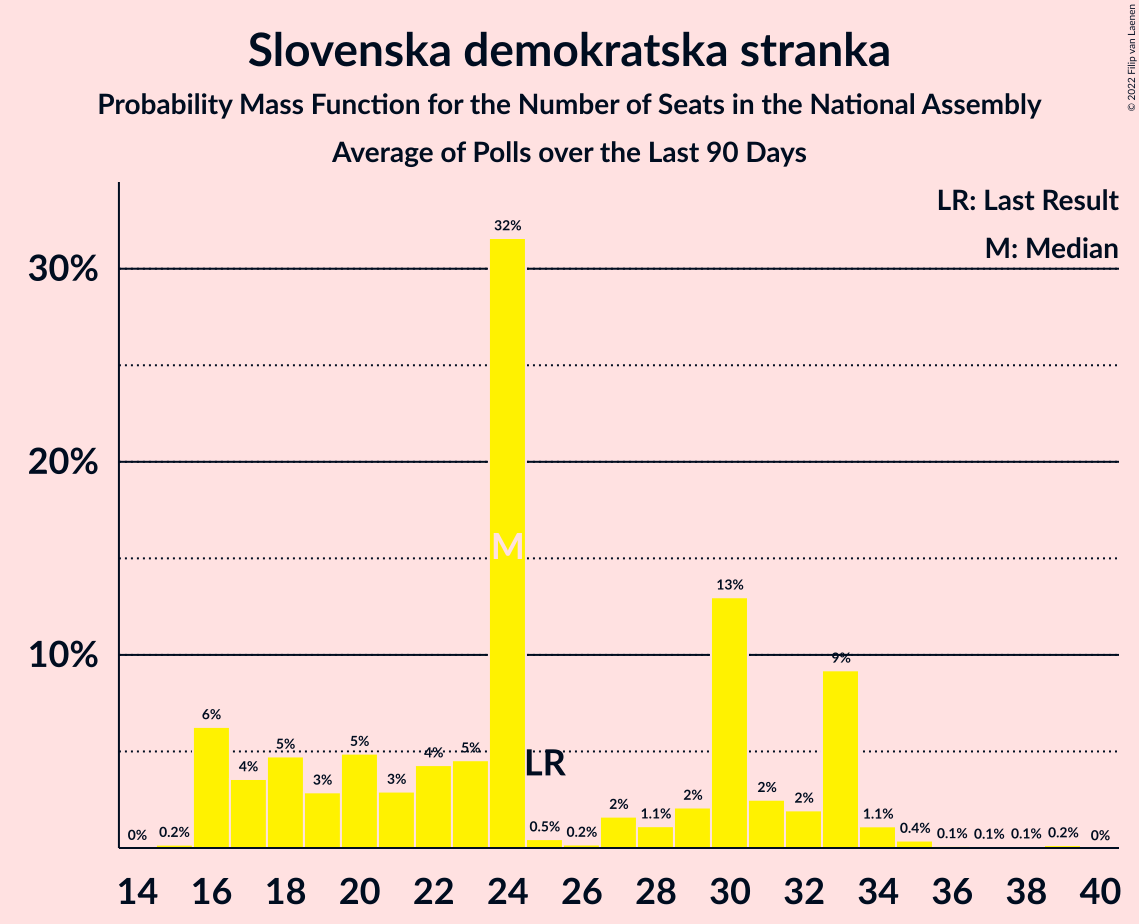 Slovenska demokratska stranka
Probability Mass Function for the Number of Seats in the National Assembly
Average of Polls over the Last 90 Days
© 2022 Filip van Laenen
LR: Last Result
M: Median
30%
20%
10%
0% 0.2% 6% 4% 5% 3% 5% 3% 4% 5% 32% 0.5% 0.2% 2% 1.1% 2% 13% 2% 2% 9% 1.1% 0.4% 0.1% 0.1% 0.1% 0.2% 0%
M
LR
14 16 18 20 22 24 26 28 30 32 34 36 38 40